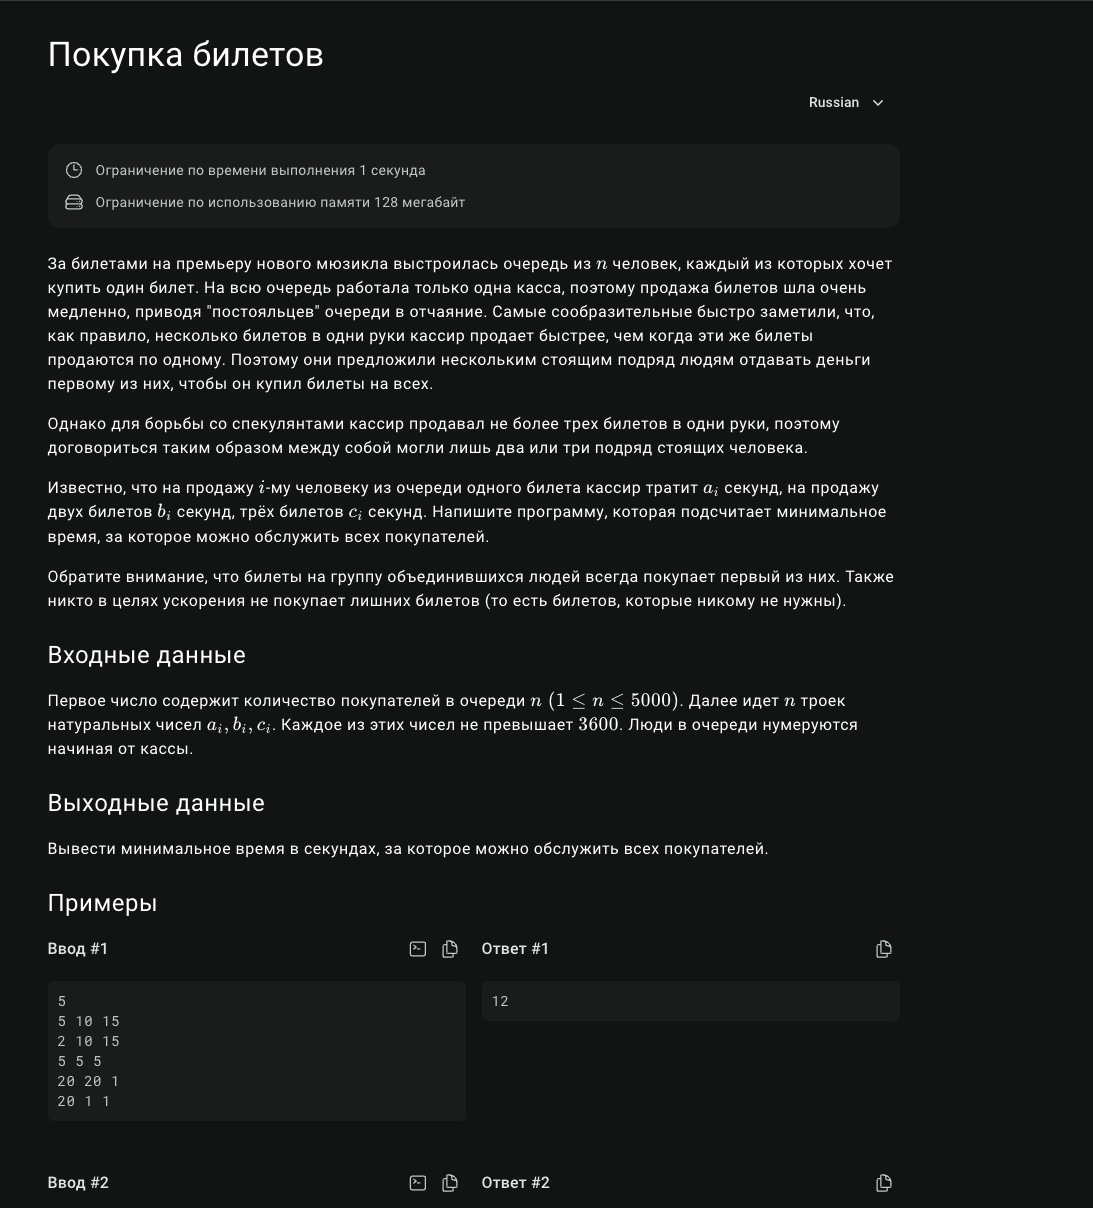 Покупка билетов
Russian
Ограничение по времени выполнения 1 секунда
Ограничение по использованию памяти 128 мегабайт
За билетами на премьеру нового мюзикла выстроилась очередь из n человек, каждый из которых хочет
купить один билет. На всю очередь работала только одна касса, поэтому продажа билетов шла очень
медленно, приводя "постояльцев" очереди в отчаяние. Самые сообразительные быстро заметили, что,
как правило, несколько билетов в одни руки кассир продает быстрее, чем когда эти же билеты
продаются по одному. Поэтому они предложили нескольким стоящим подряд людям отдавать деньги
первому из них, чтобы он купил билеты на всех.
Однако для борьбы со спекулянтами кассир продавал не более трех билетов в одни руки, поэтому
договориться таким образом между собой могли лишь два или три подряд стоящих человека.
Известно, что на продажу i-му человеку из очереди одного билета кассир тратит aᵢ секунд, на продажу
двух билетов bᵢ секунд, трёх билетов cᵢ секунд. Напишите программу, которая подсчитает минимальное
время, за которое можно обслужить всех покупателей.
Обратите внимание, что билеты на группу объединившихся людей всегда покупает первый из них. Также
никто в целях ускорения не покупает лишних билетов (то есть билетов, которые никому не нужны).
Входные данные
Первое число содержит количество покупателей в очереди n (1 ≤ n ≤ 5000). Далее идет n троек
натуральных чисел aᵢ, bᵢ, cᵢ. Каждое из этих чисел не превышает 3600. Люди в очереди нумеруются
начиная от кассы.
Выходные данные
Вывести минимальное время в секундах, за которое можно обслужить всех покупателей.
Примеры
Ввод #1
Ответ #1
5
5 10 15
2 10 15
5 5 5
20 20 1
20 1 1
12
Ввод #2
Ответ #2